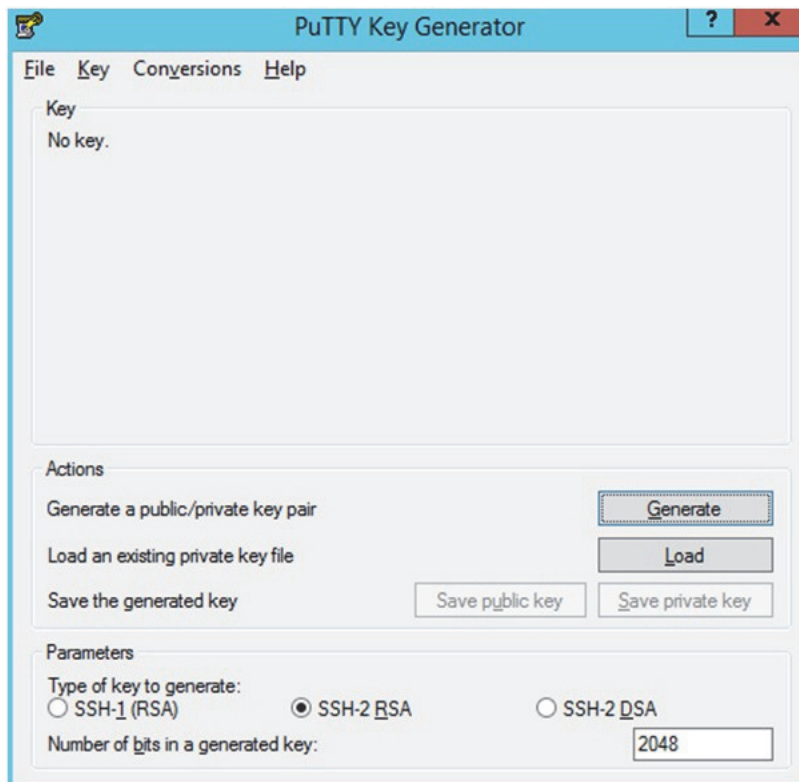 PuTTY Key Generator ? X
File Key Conversions Help
Key
No key.
Actions
Generate a public/private key pair Generate
Load an existing private key file Load
Save the generated key Save public key Save private key
Parameters
Type of key to generate:
SSH-1 (RSA) SSH-2 RSA SSH-2 DSA
Number of bits in a generated key: 2048